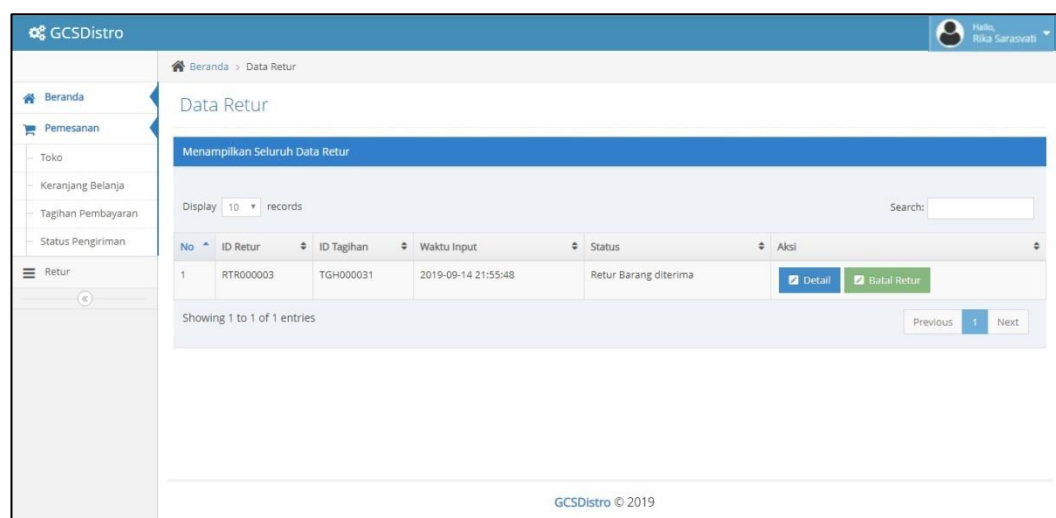 GCSDistro
Hallo,
Rika Sarasvati
Beranda > Data Retur
Beranda
Pemesanan
Toko
Keranjang Belanja
Tagihan Pembayaran
Status Pengiriman
Retur
Data Retur
Menampilkan Seluruh Data Retur
Display 10 records
Search:
No ID Retur ID Tagihan Waktu Input Status Aksi
1 RTR000003 TGH000031 2019-09-14 21:55:48 Retur Barang diterima Detail Batal Retur
Showing 1 to 1 of 1 entries
Previous 1 Next
GCSDistro © 2019